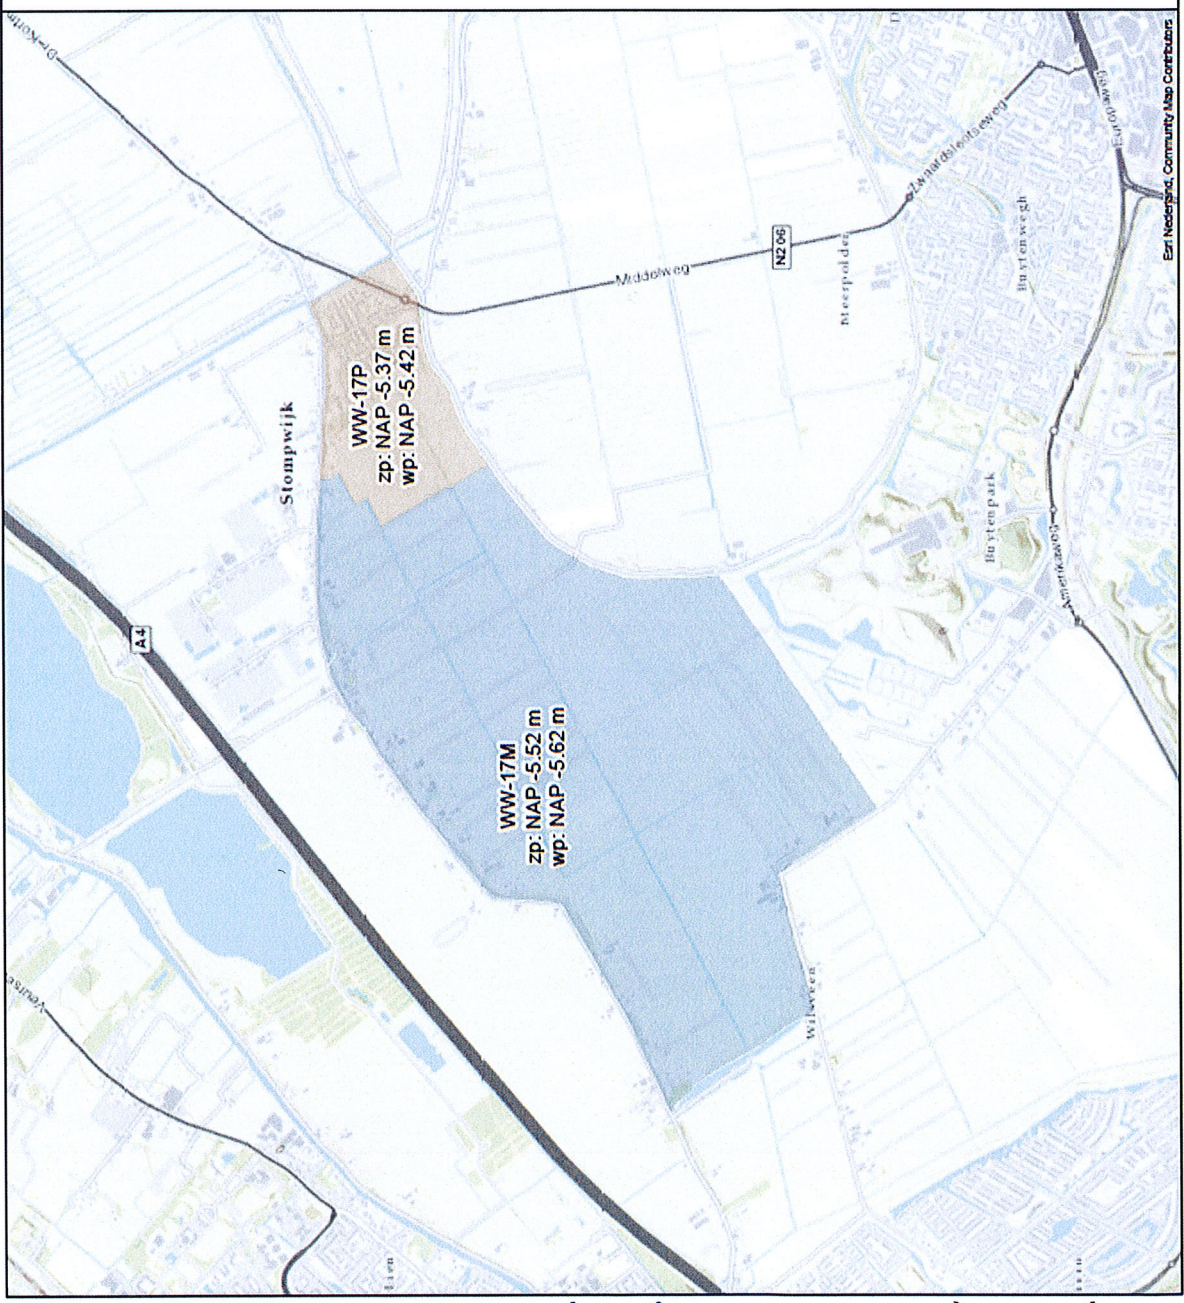 Stompwijk
WW-17P
zp: NAP -5.37 m
wp: NAP -5.42 m
WW-17M
zp: NAP -5.52 m
wp: NAP -5.62 m
A4
N206
Middelweg
Meerpolder
Zwaardslootseweg
Europaweg
Buytenwegh
Buytenpark
Amerikaweg
Wilsveen
Esri Nederland, Community Map Contributors